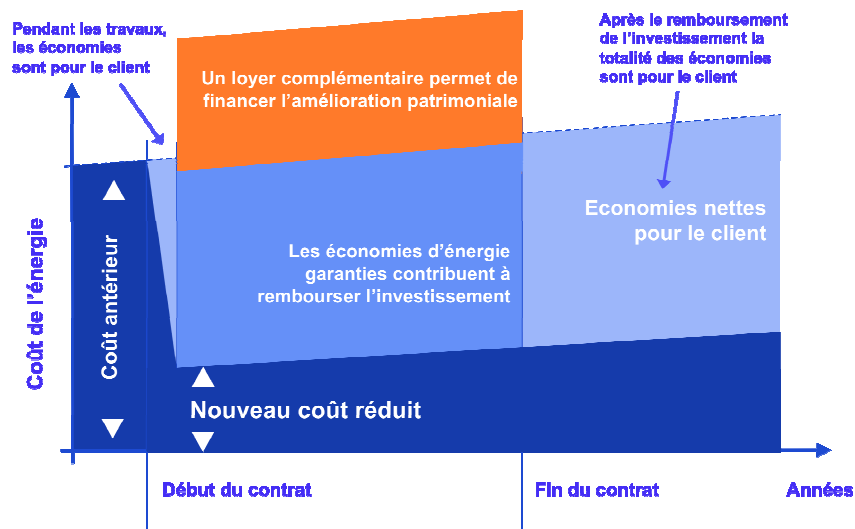 Pendant les travaux,
les économies
sont pour le client
Après le remboursement
de l'investissement la
totalité des économies
sont pour le client
Un loyer complémentaire permet de
financer l'amélioration patrimoniale
Economies nettes
pour le client
Les économies d'énergie
garanties contribuent à
rembourser l'investissement
Coût de l'énergie
Coût antérieur
Nouveau coût réduit
Début du contrat
Fin du contrat
Années